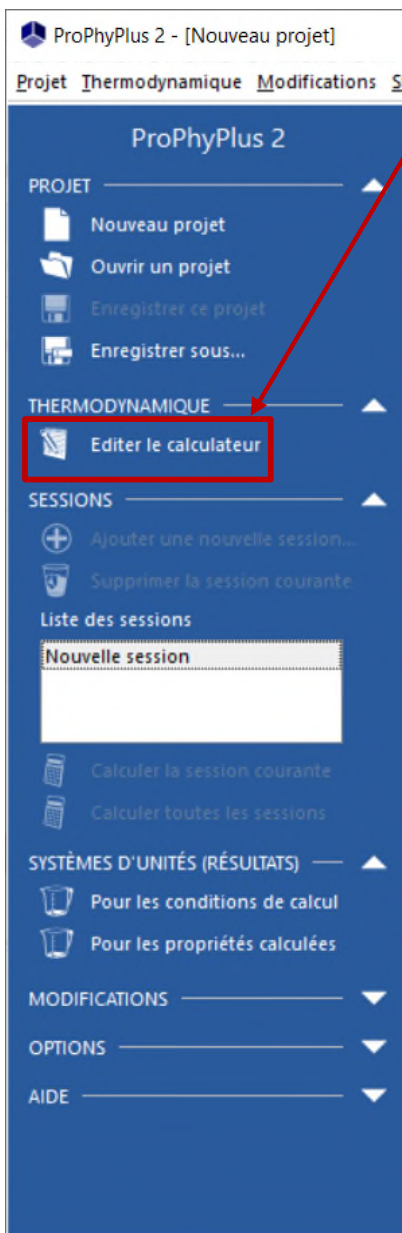 ProPhyPlus 2 - [Nouveau projet]
Projet Thermodynamique Modifications S
ProPhyPlus 2
PROJET
Nouveau projet
Ouvrir un projet
Enregistrer ce projet
Enregistrer sous...
THERMODYNAMIQUE
Editer le calculateur
SESSIONS
Ajouter une nouvelle session...
Supprimer la session courante
Liste des sessions
Nouvelle session
Calculer la session courante
Calculer toutes les sessions
SYSTÈMES D'UNITÉS (RÉSULTATS)
Pour les conditions de calcul
Pour les propriétés calculées
MODIFICATIONS
OPTIONS
AIDE